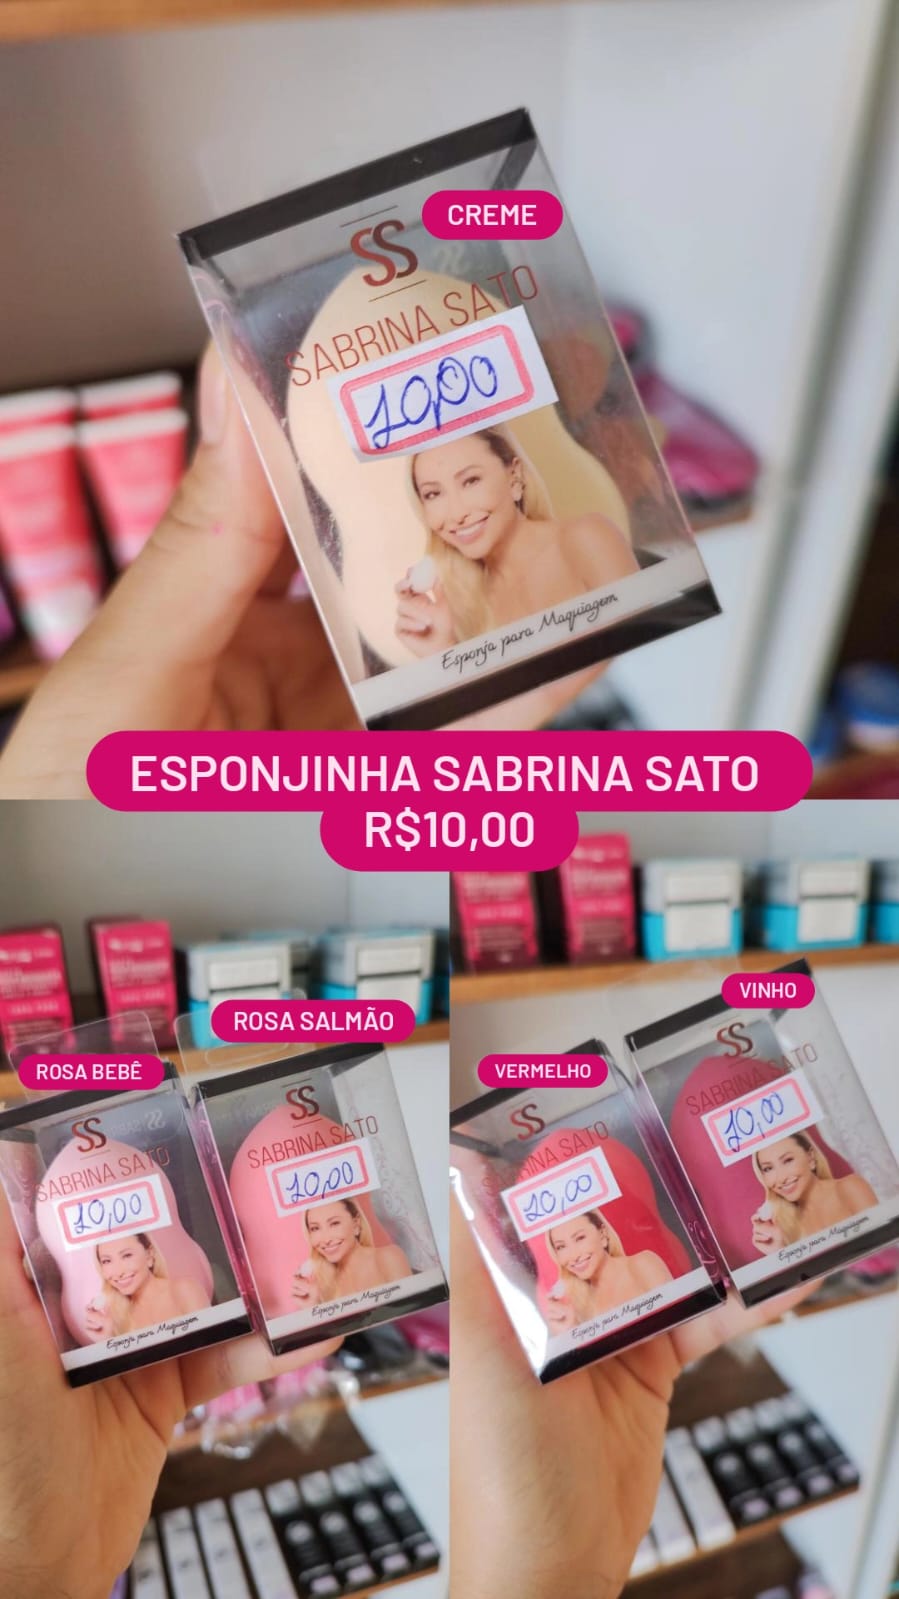 CREME
SS
SABRINA SATO
10,00
Esponja para Maquiagem
ESPONJINHA SABRINA SATO
R$10,00
ROSA SALMÃO
ROSA BEBÊ
SS
SABRINA SATO
10,00
Esponja para Maquiagem
SS
SABRINA SATO
10,00
Esponja para Maquiagem
VINHO
VERMELHO
SS
SABRINA SATO
10,00
Esponja para Maquiagem
SS
SABRINA SATO
10,00
Esponja para Maquiagem